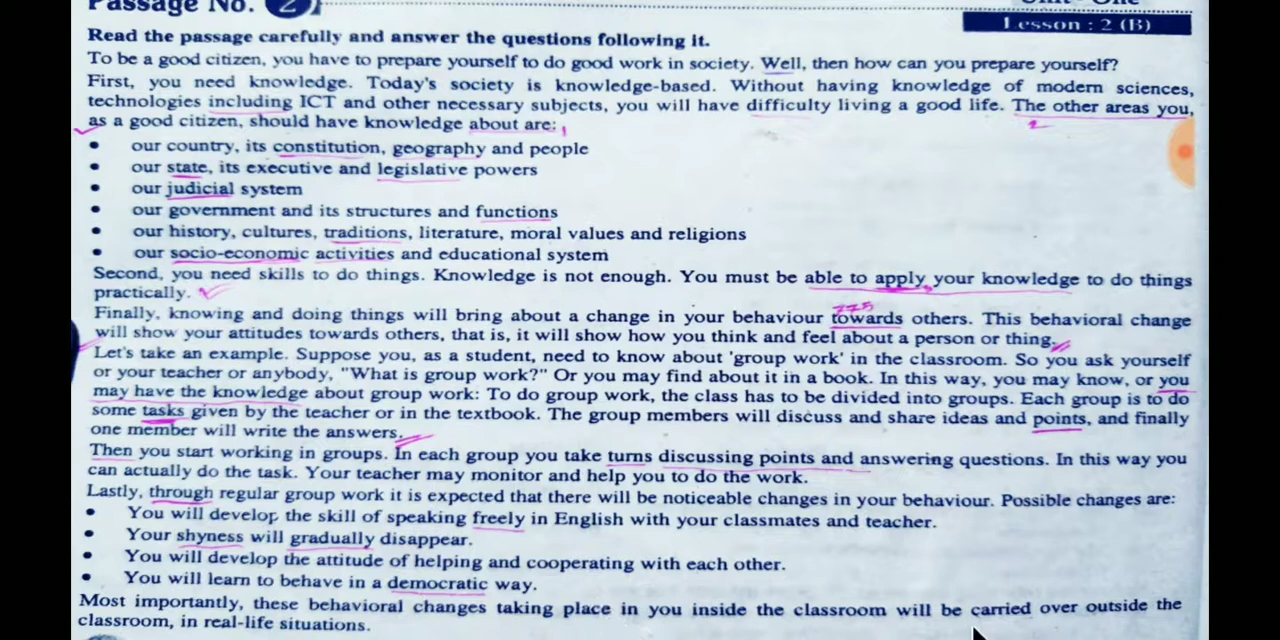 Passage No. 2
Unit - One
Lesson : 2 (B)
Read the passage carefully and answer the questions following it.
To be a good citizen, you have to prepare yourself to do good work in society. Well, then how can you prepare yourself?
First, you need knowledge. Today's society is knowledge-based. Without having knowledge of modern sciences,
technologies including ICT and other necessary subjects, you will have difficulty living a good life. The other areas you,
as a good citizen, should have knowledge about are:
• our country, its constitution, geography and people
• our state, its executive and legislative powers
• our judicial system
• our government and its structures and functions
• our history, cultures, traditions, literature, moral values and religions
• our socio-economic activities and educational system
Second, you need skills to do things. Knowledge is not enough. You must be able to apply your knowledge to do things
practically.
Finally, knowing and doing things will bring about a change in your behaviour towards others. This behavioral change
will show your attitudes towards others, that is, it will show how you think and feel about a person or thing.
Let's take an example. Suppose you, as a student, need to know about 'group work' in the classroom. So you ask yourself
or your teacher or anybody, "What is group work?" Or you may find about it in a book. In this way, you may know, or you
may have the knowledge about group work: To do group work, the class has to be divided into groups. Each group is to do
some tasks given by the teacher or in the textbook. The group members will discuss and share ideas and points, and finally
one member will write the answers.
Then you start working in groups. In each group you take turns discussing points and answering questions. In this way you
can actually do the task. Your teacher may monitor and help you to do the work.
Lastly, through regular group work it is expected that there will be noticeable changes in your behaviour. Possible changes are:
• You will develop the skill of speaking freely in English with your classmates and teacher.
• Your shyness will gradually disappear.
• You will develop the attitude of helping and cooperating with each other.
• You will learn to behave in a democratic way.
Most importantly, these behavioral changes taking place in you inside the classroom will be carried over outside the
classroom, in real-life situations.